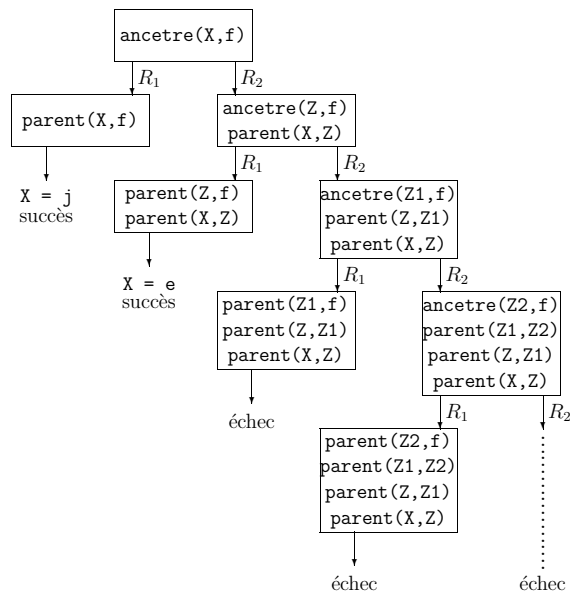 ancetre(X,f)
R1 R2
parent(X,f)
ancetre(Z,f)
parent(X,Z)
R1 R2
X = j
succès
parent(Z,f)
parent(X,Z)
ancetre(Z1,f)
parent(Z,Z1)
parent(X,Z)
R1 R2
X = e
succès
parent(Z1,f)
parent(Z,Z1)
parent(X,Z)
ancetre(Z2,f)
parent(Z1,Z2)
parent(Z,Z1)
parent(X,Z)
R1 R2
échec
parent(Z2,f)
parent(Z1,Z2)
parent(Z,Z1)
parent(X,Z)
échec échec